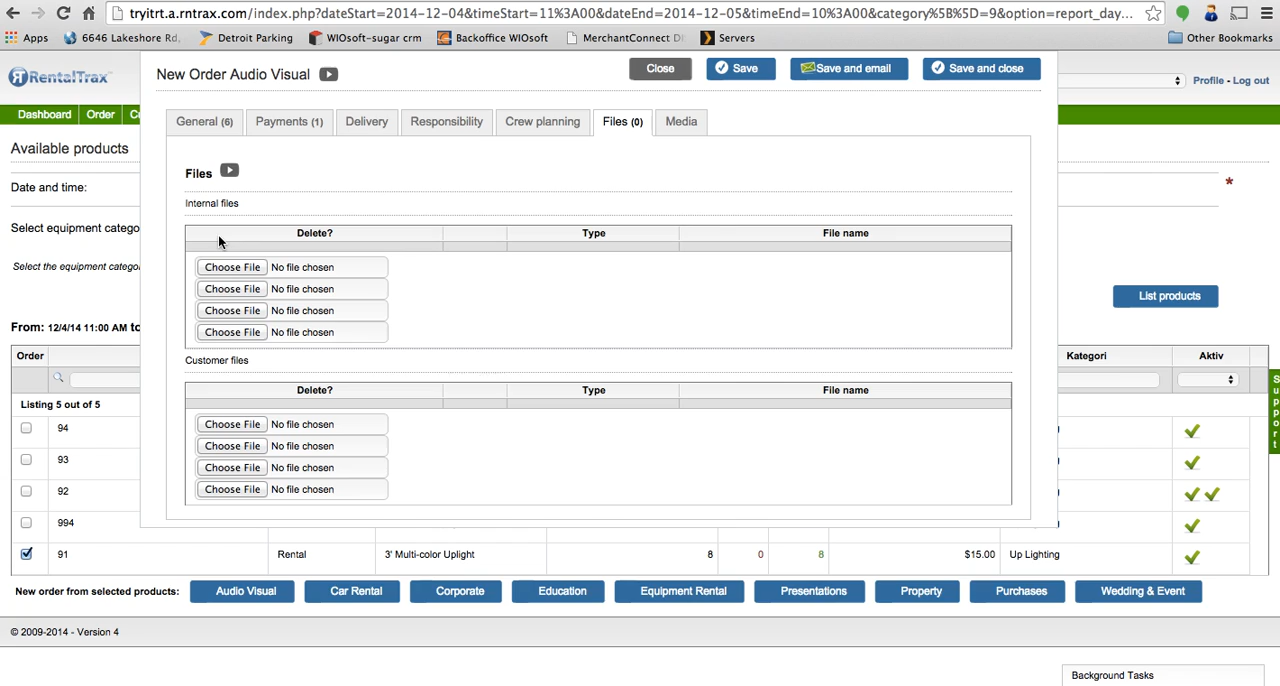 tryitrt.a.rntrax.com/index.php?dateStart=2014-12-04&timeStart=11%3A00&dateEnd=2014-12-05&timeEnd=10%3A00&category%5B%5D=9&option=report_day...
Apps 6646 Lakeshore Rd, Detroit Parking WIOsoft-sugar crm Backoffice WIOsoft MerchantConnect Servers Other Bookmarks
RentalTrax
Profile - Log out
Dashboard Order
New Order Audio Visual
Close Save Save and email Save and close
General (6) Payments (1) Delivery Responsibility Crew planning Files (0) Media
Available products
Date and time:
*
Select equipment catego
Select the equipment catego
List products
From: 12/4/14 11:00 AM to
Files
Internal files
Delete? Type File name
Choose File No file chosen
Choose File No file chosen
Choose File No file chosen
Choose File No file chosen
Customer files
Delete? Type File name
Choose File No file chosen
Choose File No file chosen
Choose File No file chosen
Choose File No file chosen
Order Kategori Aktiv
Listing 5 out of 5
94
93
92
994
91 Rental 3' Multi-color Uplight 8 0 8 $15.00 Up Lighting
New order from selected products: Audio Visual Car Rental Corporate Education Equipment Rental Presentations Property Purchases Wedding & Event
Support
© 2009-2014 - Version 4
Background Tasks